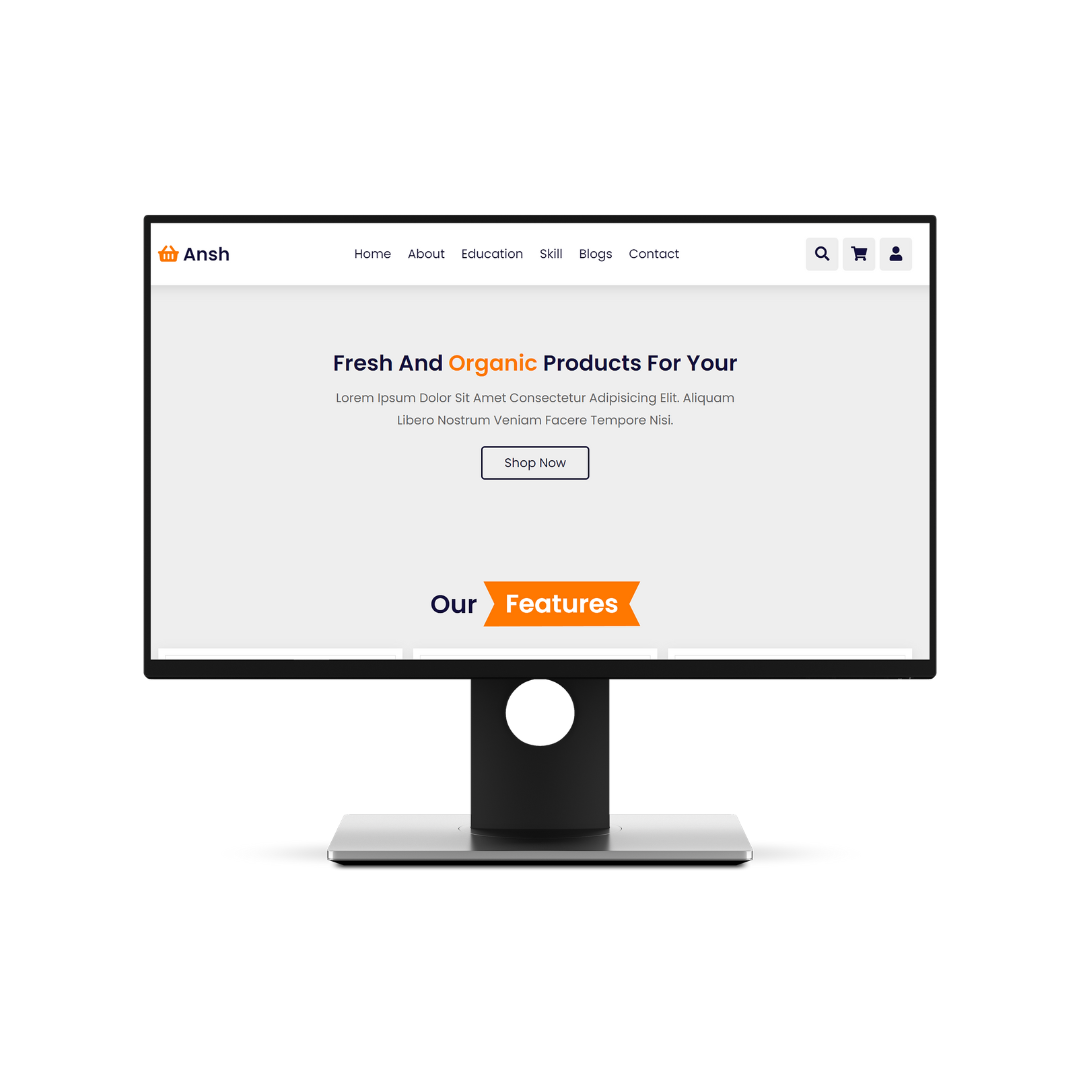 Ansh
Home About Education Skill Blogs Contact
Fresh And Organic Products For Your
Lorem Ipsum Dolor Sit Amet Consectetur Adipisicing Elit. Aliquam
Libero Nostrum Veniam Facere Tempore Nisi.
Shop Now
Our Features